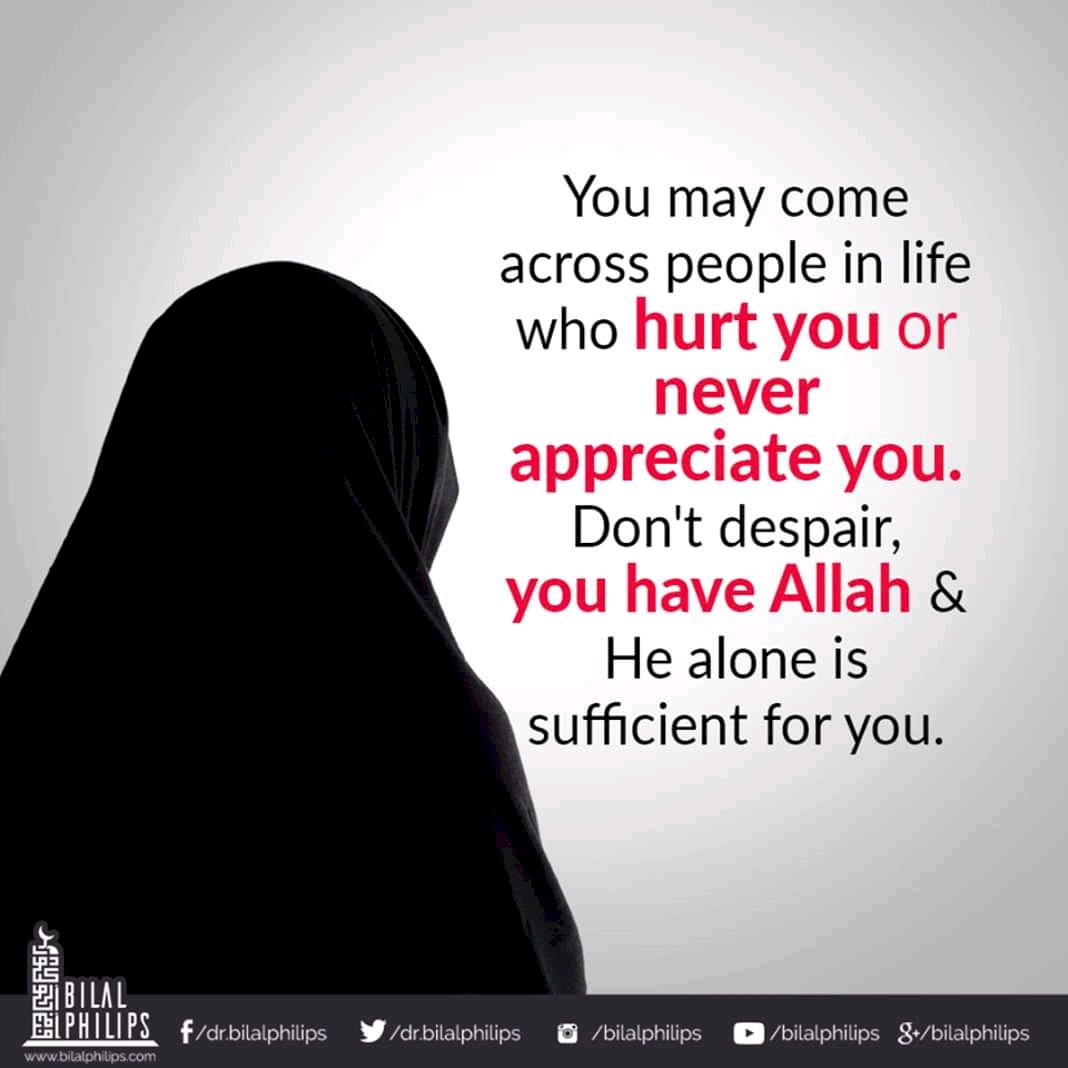 You may come
across people in life
who hurt you or
never
appreciate you.
Don't despair,
you have Allah &
He alone is
sufficient for you.
BILAL
PHILIPS
www.bilalphilips.com
/dr.bilalphilips
/dr.bilalphilips
/bilalphilips
/bilalphilips
g+/bilalphilips